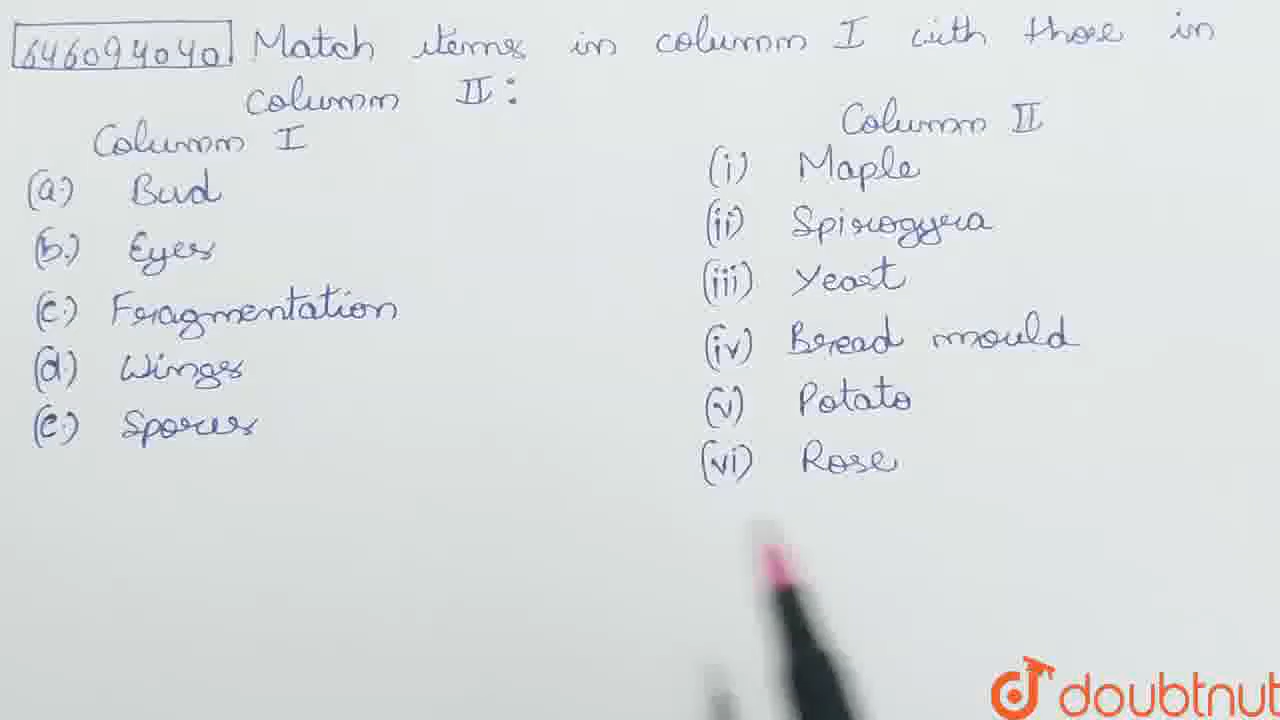 646094040 Match items in column I with those in
column II:
Column I
Column II
(a.) Bud
(i) Maple
(b.) Eyes
(ii) Spirogyra
(c.) Fragmentation
(iii) Yeast
(d.) Wings
(iv) Bread mould
(e.) Spores
(v) Potato
(vi) Rose
doubtnut